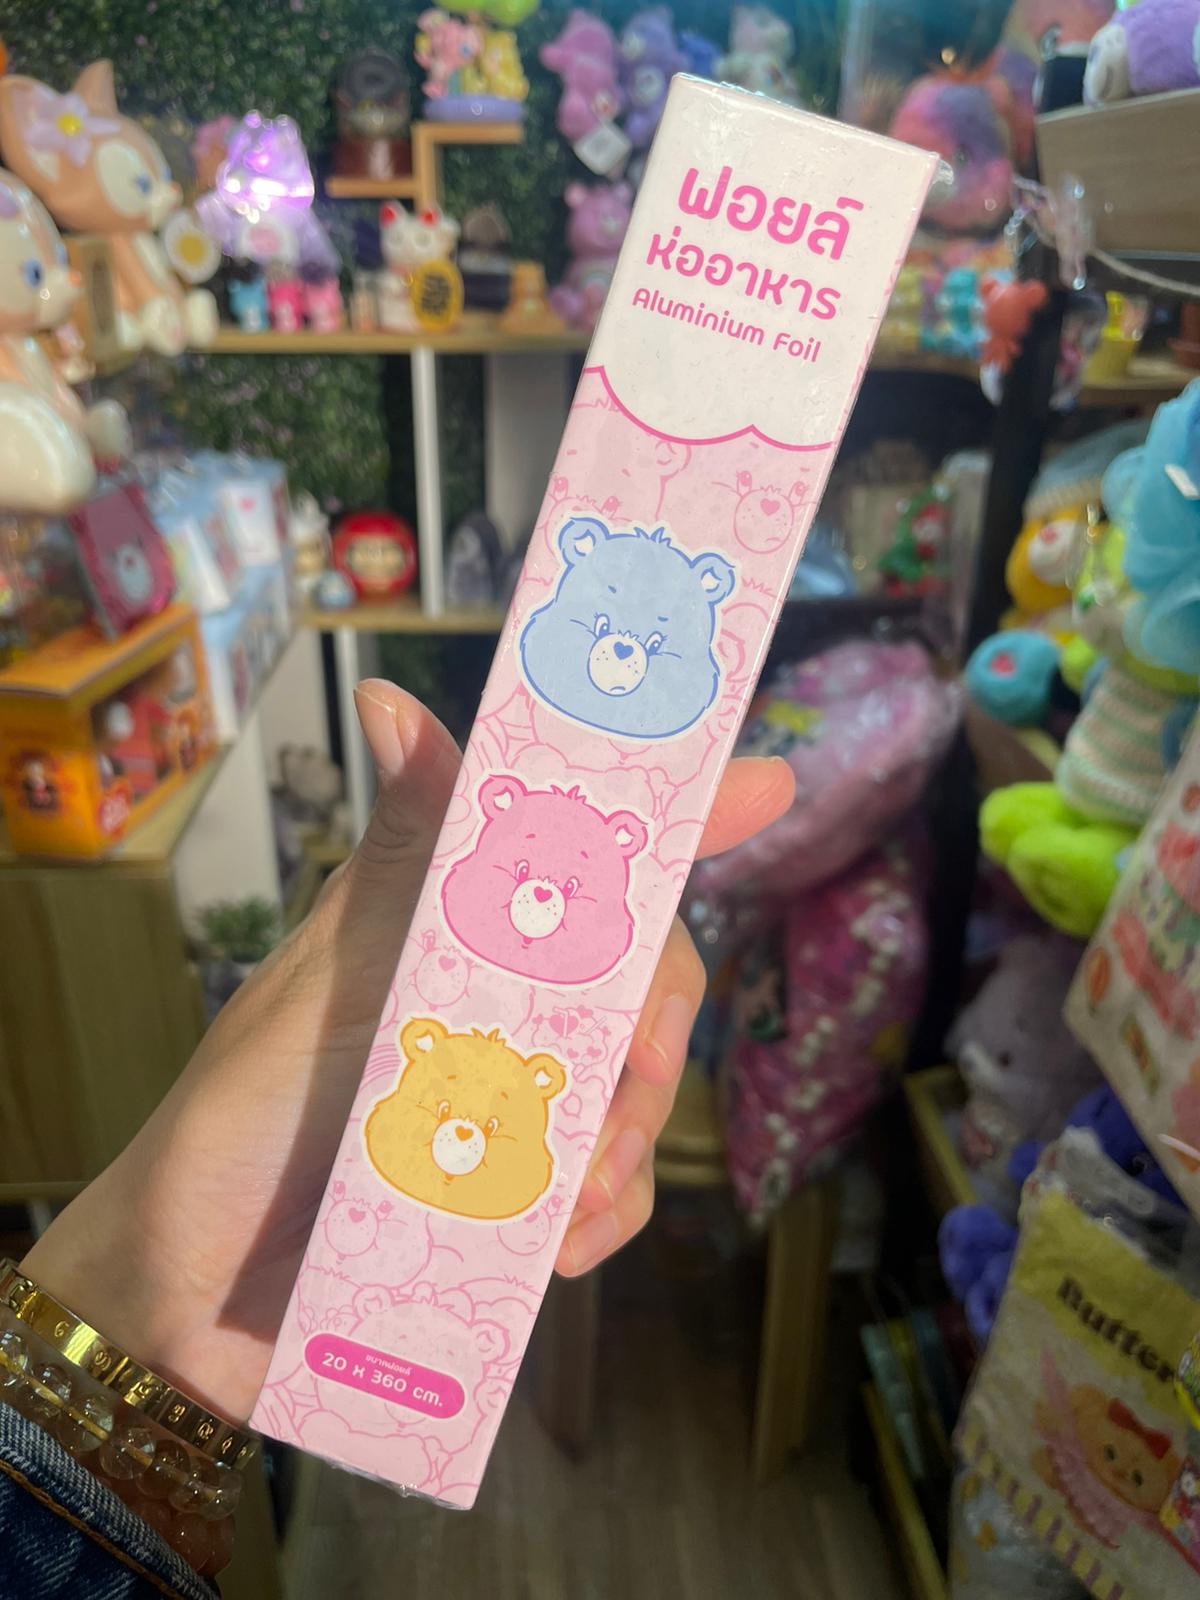 ฟอยล์
ห่ออาหาร
Aluminium Foil
ขนาดฟอยล์
20 x 360 cm.
Butter